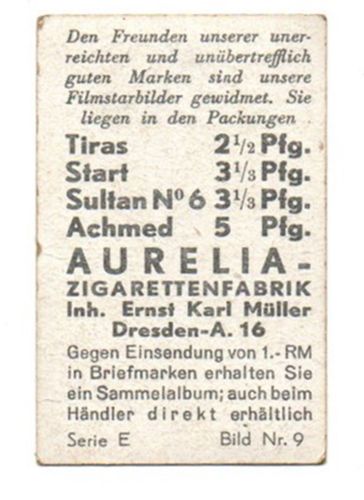 Den Freunden unserer uner-
reichten und unübertrefflich
guten Marken sind unsere
Filmstarbilder gewidmet. Sie
liegen in den Packungen
Tiras 2½ Pfg.
Start 3⅓ Pfg.
Sultan Nº 6 3⅓ Pfg.
Achmed 5 Pfg.
AURELIA-
ZIGARETTENFABRIK
Inh. Ernst Karl Müller
Dresden-A. 16
Gegen Einsendung von 1.- RM
in Briefmarken erhalten Sie
ein Sammelalbum; auch beim
Händler direkt erhältlich
Serie E Bild Nr. 9